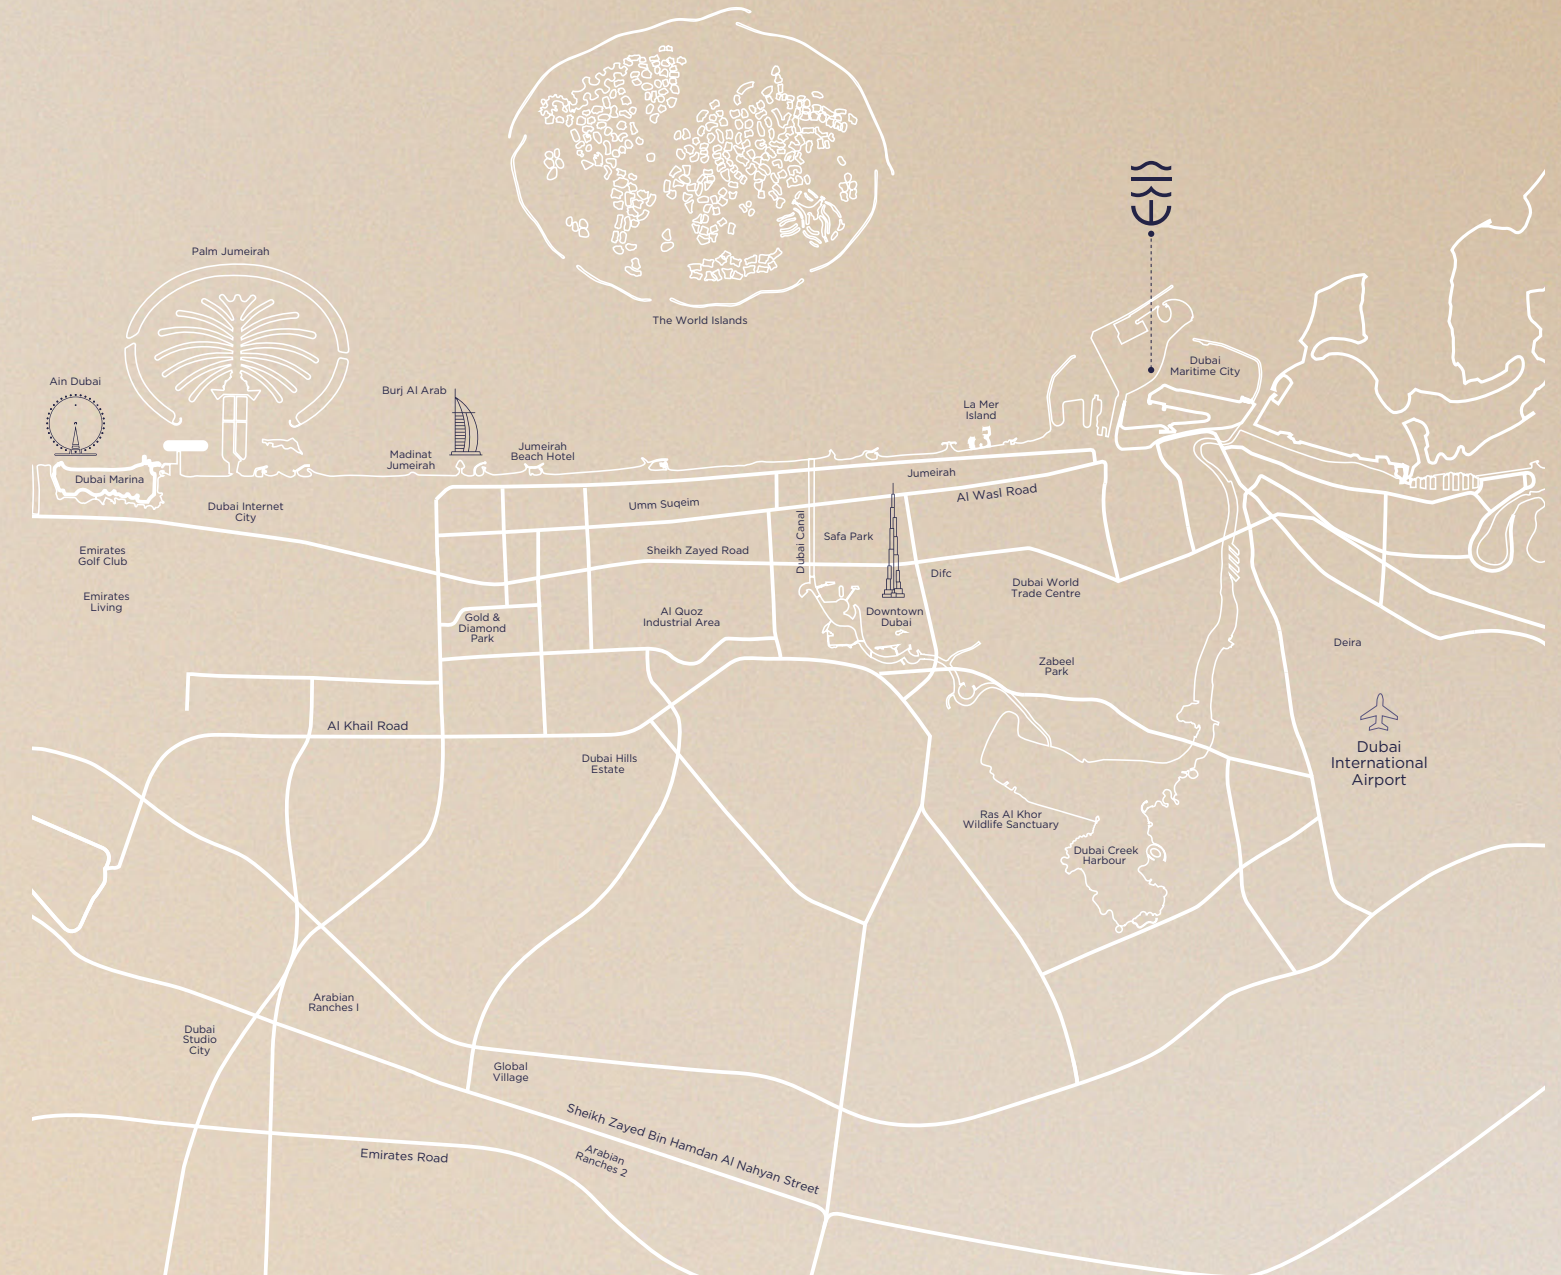 Palm Jumeirah
The World Islands
Dubai
Maritime City
Ain Dubai
Burj Al Arab
La Mer
Island
Madinat
Jumeirah
Jumeirah
Beach Hotel
Dubai Marina
Jumeirah
Al Wasl Road
Dubai Internet
City
Umm Suqeim
Dubai Canal
Safa Park
Emirates
Golf Club
Sheikh Zayed Road
Difc
Dubai World
Trade Centre
Emirates
Living
Gold &
Diamond
Park
Al Quoz
Industrial Area
Downtown
Dubai
Deira
Zabeel
Park
Al Khail Road
Dubai Hills
Estate
Dubai
International
Airport
Ras Al Khor
Wildlife Sanctuary
Dubai Creek
Harbour
Arabian
Ranches I
Dubai
Studio
City
Global
Village
Sheikh Zayed Bin Hamdan Al Nahyan Street
Emirates Road
Arabian
Ranches 2